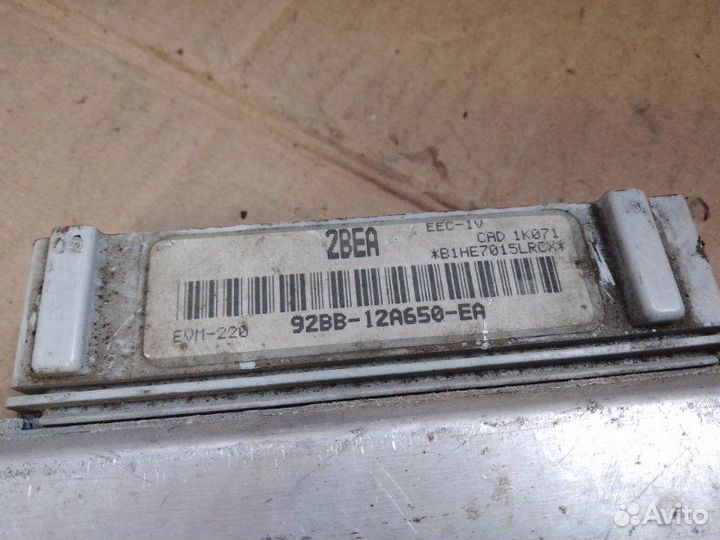 2BEA
EEC-IV
CAD 1K071
*B1HE7015LRCX*
EVM-220
92BB-12A650-EA
Avito